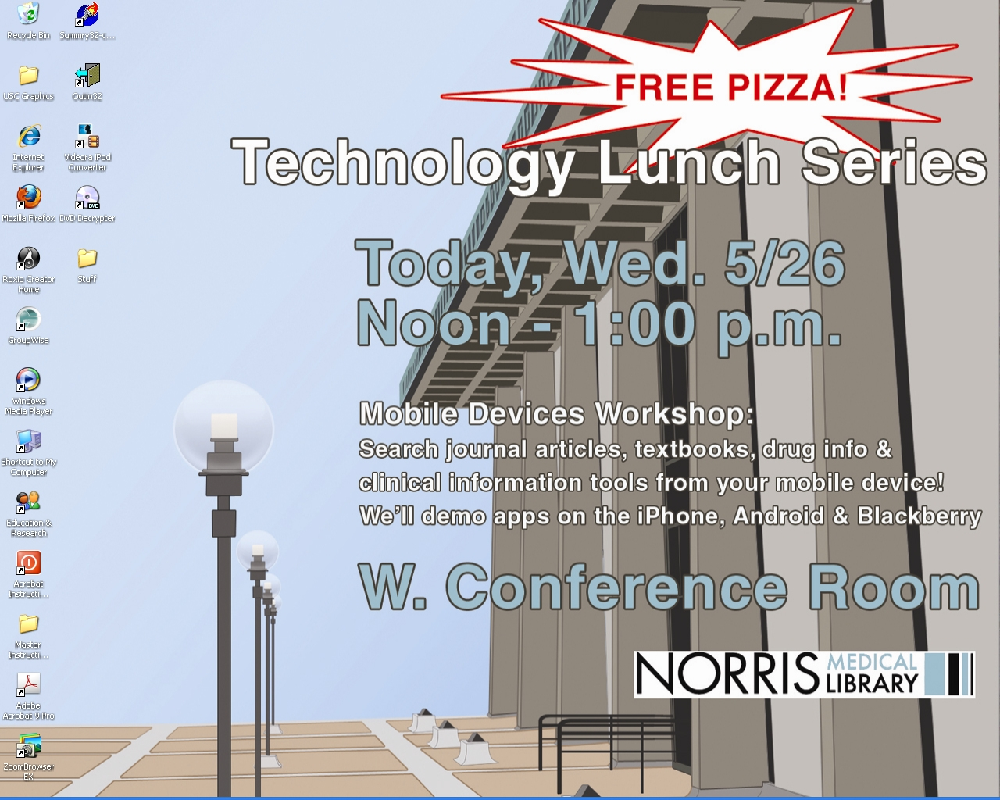 Recycle Bin
Summry32-c...
USC Graphics
Outin32
Internet
Explorer
Videora iPod
Converter
Mozilla Firefox
DVD Decrypter
DVD
Roxio Creator
Home
Stuff
GroupWise
Windows
Media Player
Shortcut to My
Computer
Education &
Research
Acrobat
Instructi...
Master
Instructi...
Adobe
Acrobat 9 Pro
ZoomBrowser
EX
FREE PIZZA!
Technology Lunch Series
Today, Wed. 5/26
Noon - 1:00 p.m.
Mobile Devices Workshop:
Search journal articles, textbooks, drug info &
clinical information tools from your mobile device!
We’ll demo apps on the iPhone, Android & Blackberry
W. Conference Room
NORRIS MEDICAL
LIBRARY